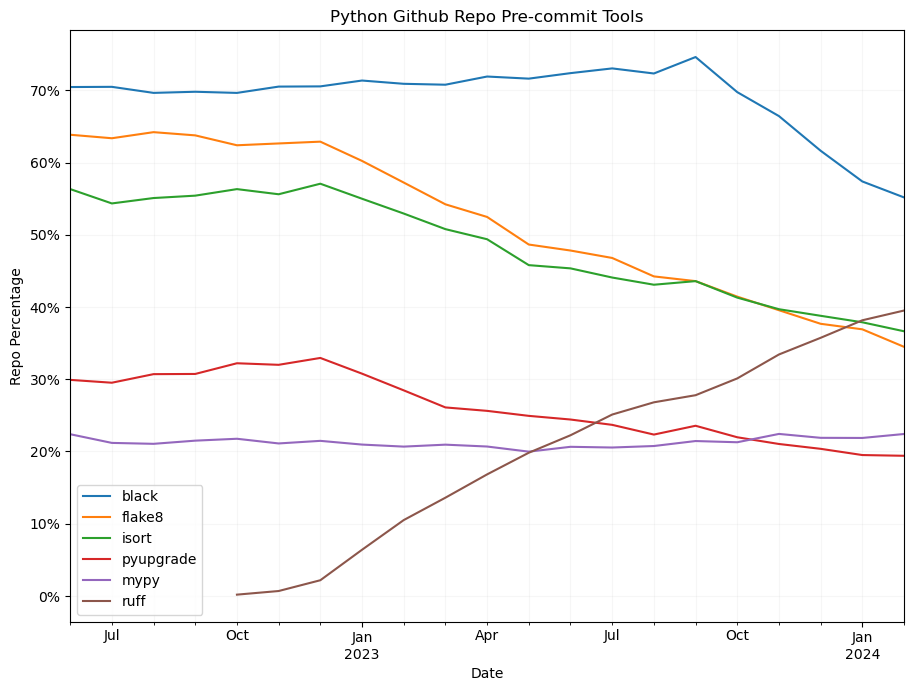 Python Github Repo Pre-commit Tools
70%
60%
50%
40%
30%
20%
10%
0%
Repo Percentage
black
flake8
isort
pyupgrade
mypy
ruff
Jul
Oct
Jan
2023
Apr
Jul
Oct
Jan
2024
Date